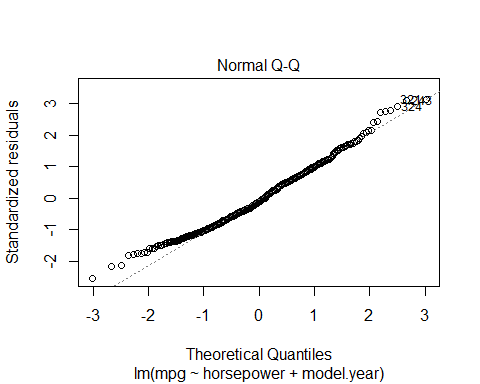 Normal Q-Q
Standardized residuals
3
2
1
0
-1
-2
324
-3 -2 -1 0 1 2 3
Theoretical Quantiles
lm(mpg ~ horsepower + model.year)